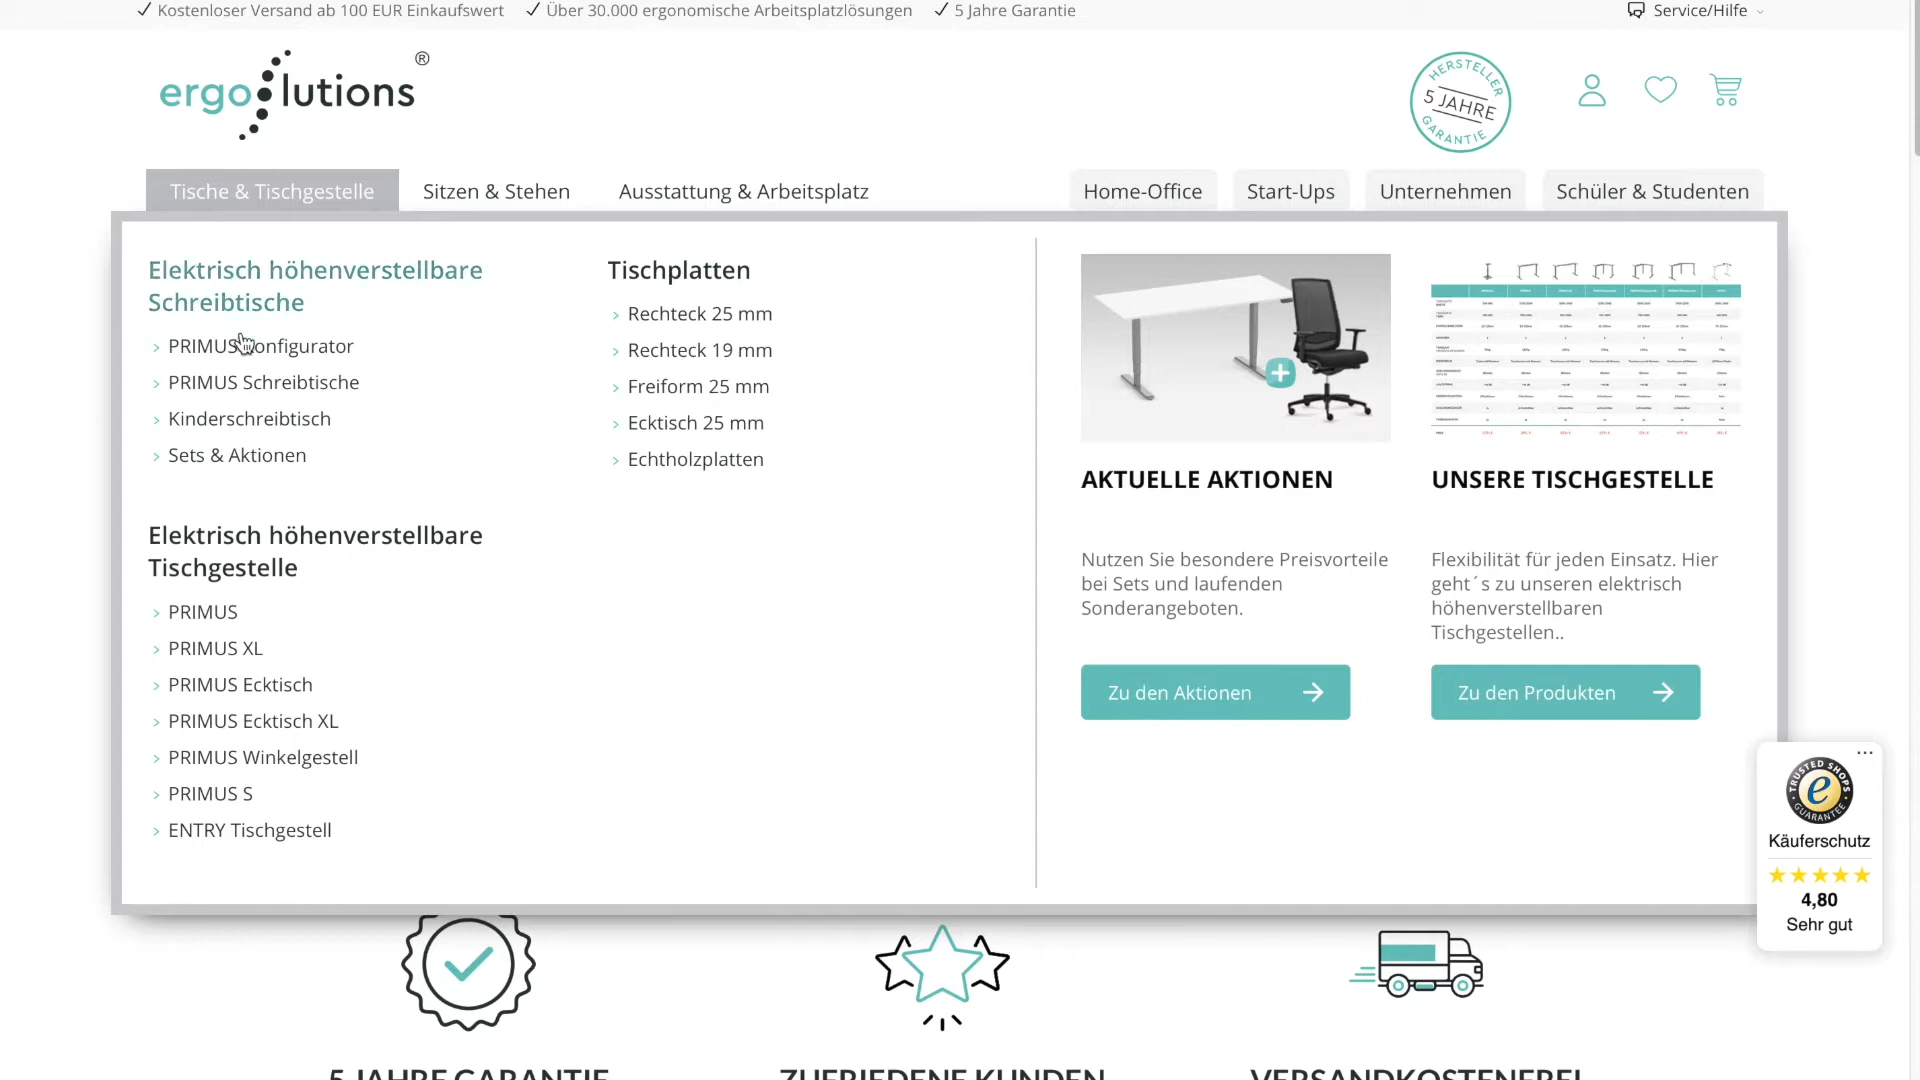 Kostenloser Versand ab 100 EUR Einkaufswert
Über 30.000 ergonomische Arbeitsplatzlösungen
5 Jahre Garantie
Service/Hilfe
ergo lutions ®
HERSTELLER
5 JAHRE
GARANTIE
Tische & Tischgestelle
Sitzen & Stehen
Ausstattung & Arbeitsplatz
Home-Office
Start-Ups
Unternehmen
Schüler & Studenten
Elektrisch höhenverstellbare
Schreibtische
PRIMUS Konfigurator
PRIMUS Schreibtische
Kinderschreibtisch
Sets & Aktionen
Elektrisch höhenverstellbare
Tischgestelle
PRIMUS
PRIMUS XL
PRIMUS Ecktisch
PRIMUS Ecktisch XL
PRIMUS Winkelgestell
PRIMUS S
ENTRY Tischgestell
Tischplatten
Rechteck 25 mm
Rechteck 19 mm
Freiform 25 mm
Ecktisch 25 mm
Echtholzplatten
AKTUELLE AKTIONEN
Nutzen Sie besondere Preisvorteile
bei Sets und laufenden
Sonderangeboten.
Zu den Aktionen
UNSERE TISCHGESTELLE
Flexibilität für jeden Einsatz. Hier
geht´s zu unseren elektrisch
höhenverstellbaren
Tischgestellen..
Zu den Produkten
TRUSTED SHOPS
e
GUARANTEE
Käuferschutz
4,80
Sehr gut
5 JAHRE GARANTIE
ZUFRIEDENE KUNDEN
VERSANDKOSTENFREI